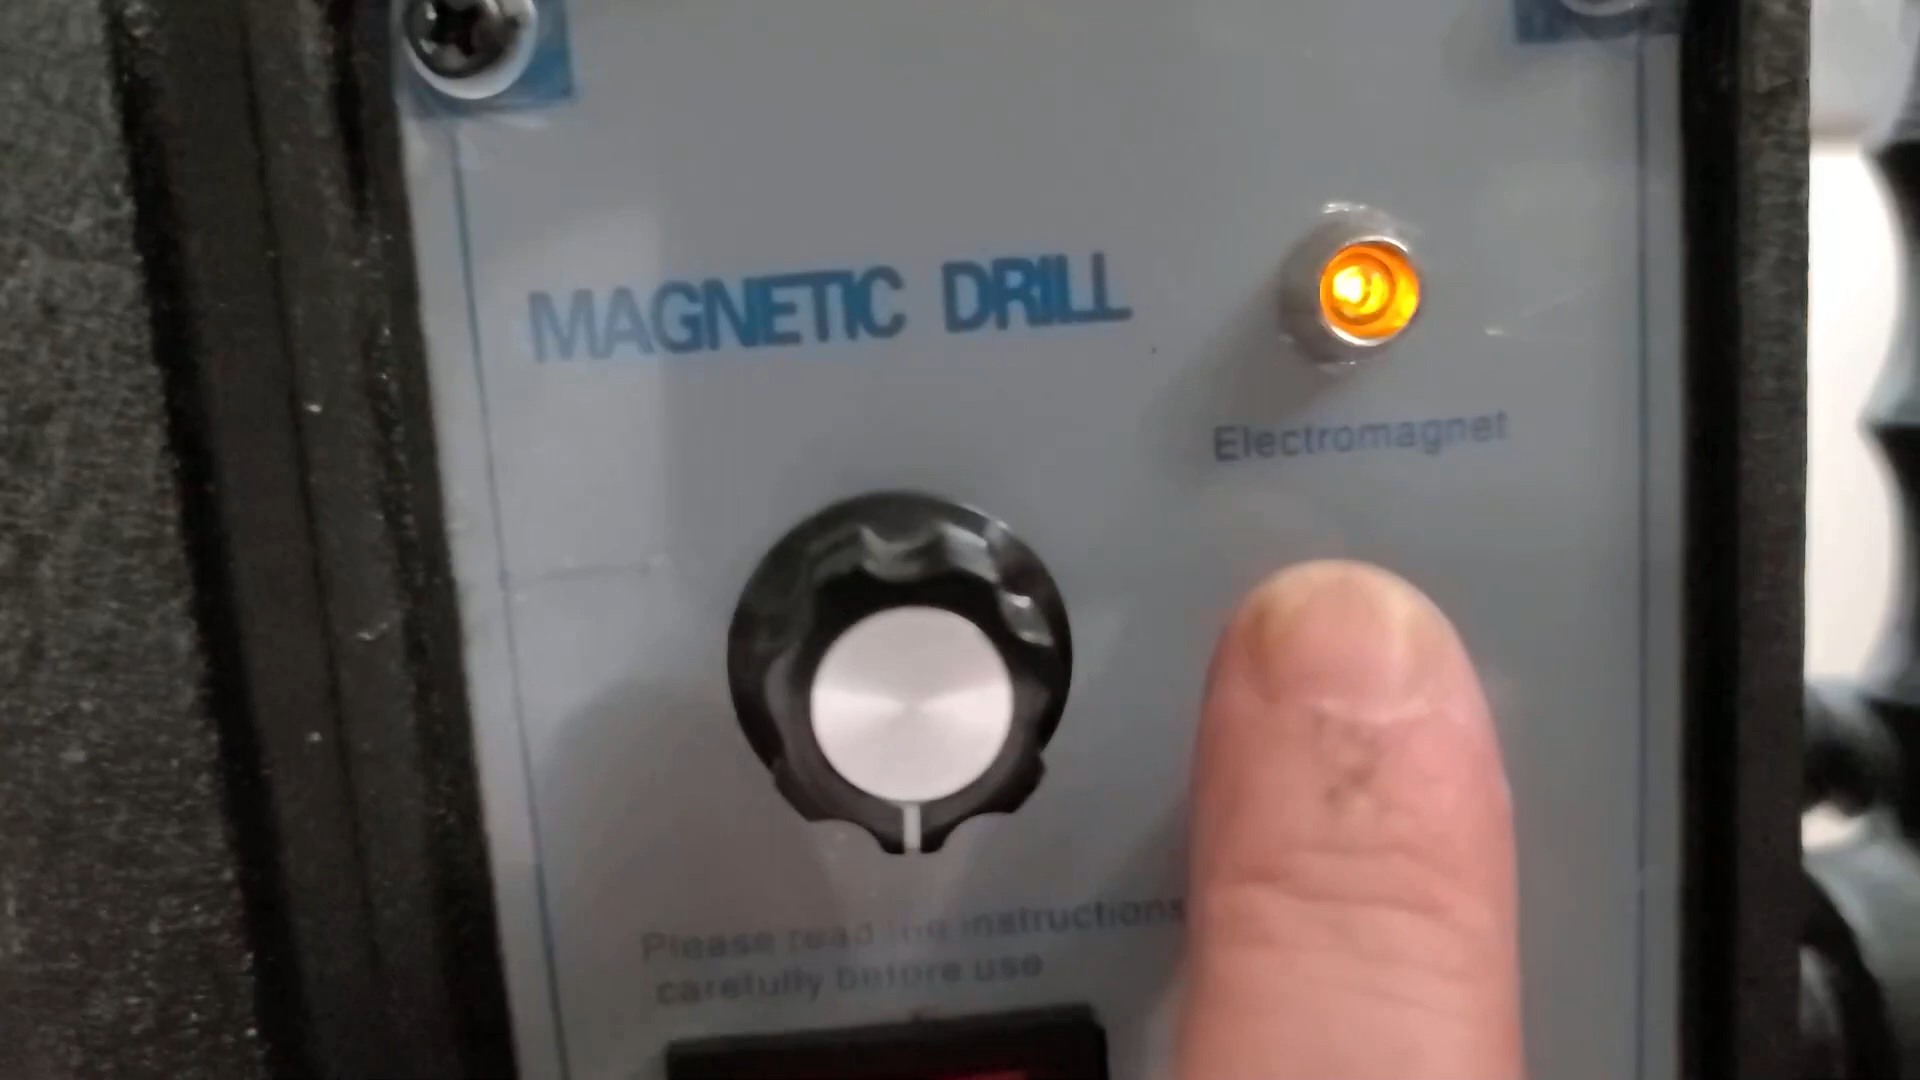 MAGNETIC DRILL
Electromagnet
Please read the instructions
carefully before use